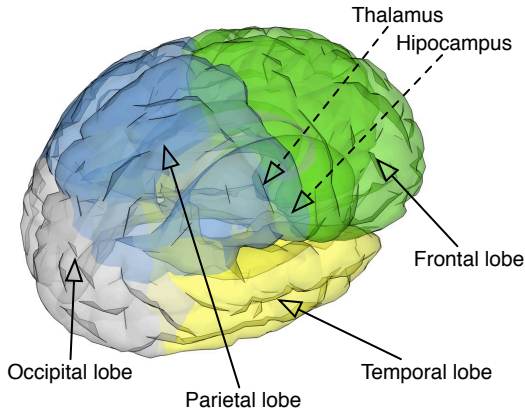 Thalamus
Hipocampus
Frontal lobe
Occipital lobe
Temporal lobe
Parietal lobe